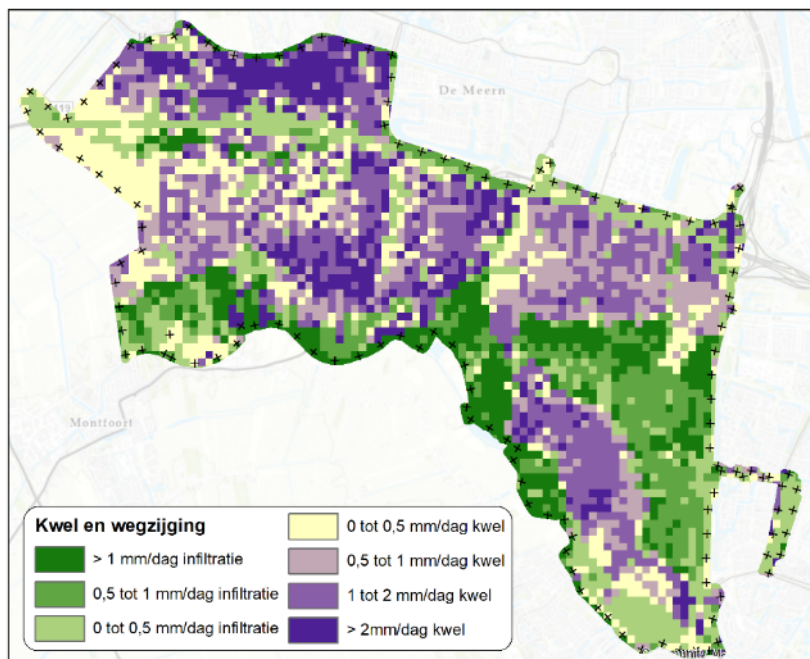 De Meern
Montfoort
Kwel en wegzijging
> 1 mm/dag infiltratie
0,5 tot 1 mm/dag infiltratie
0 tot 0,5 mm/dag infiltratie
0 tot 0,5 mm/dag kwel
0,5 tot 1 mm/dag kwel
1 tot 2 mm/dag kwel
> 2mm/dag kwel